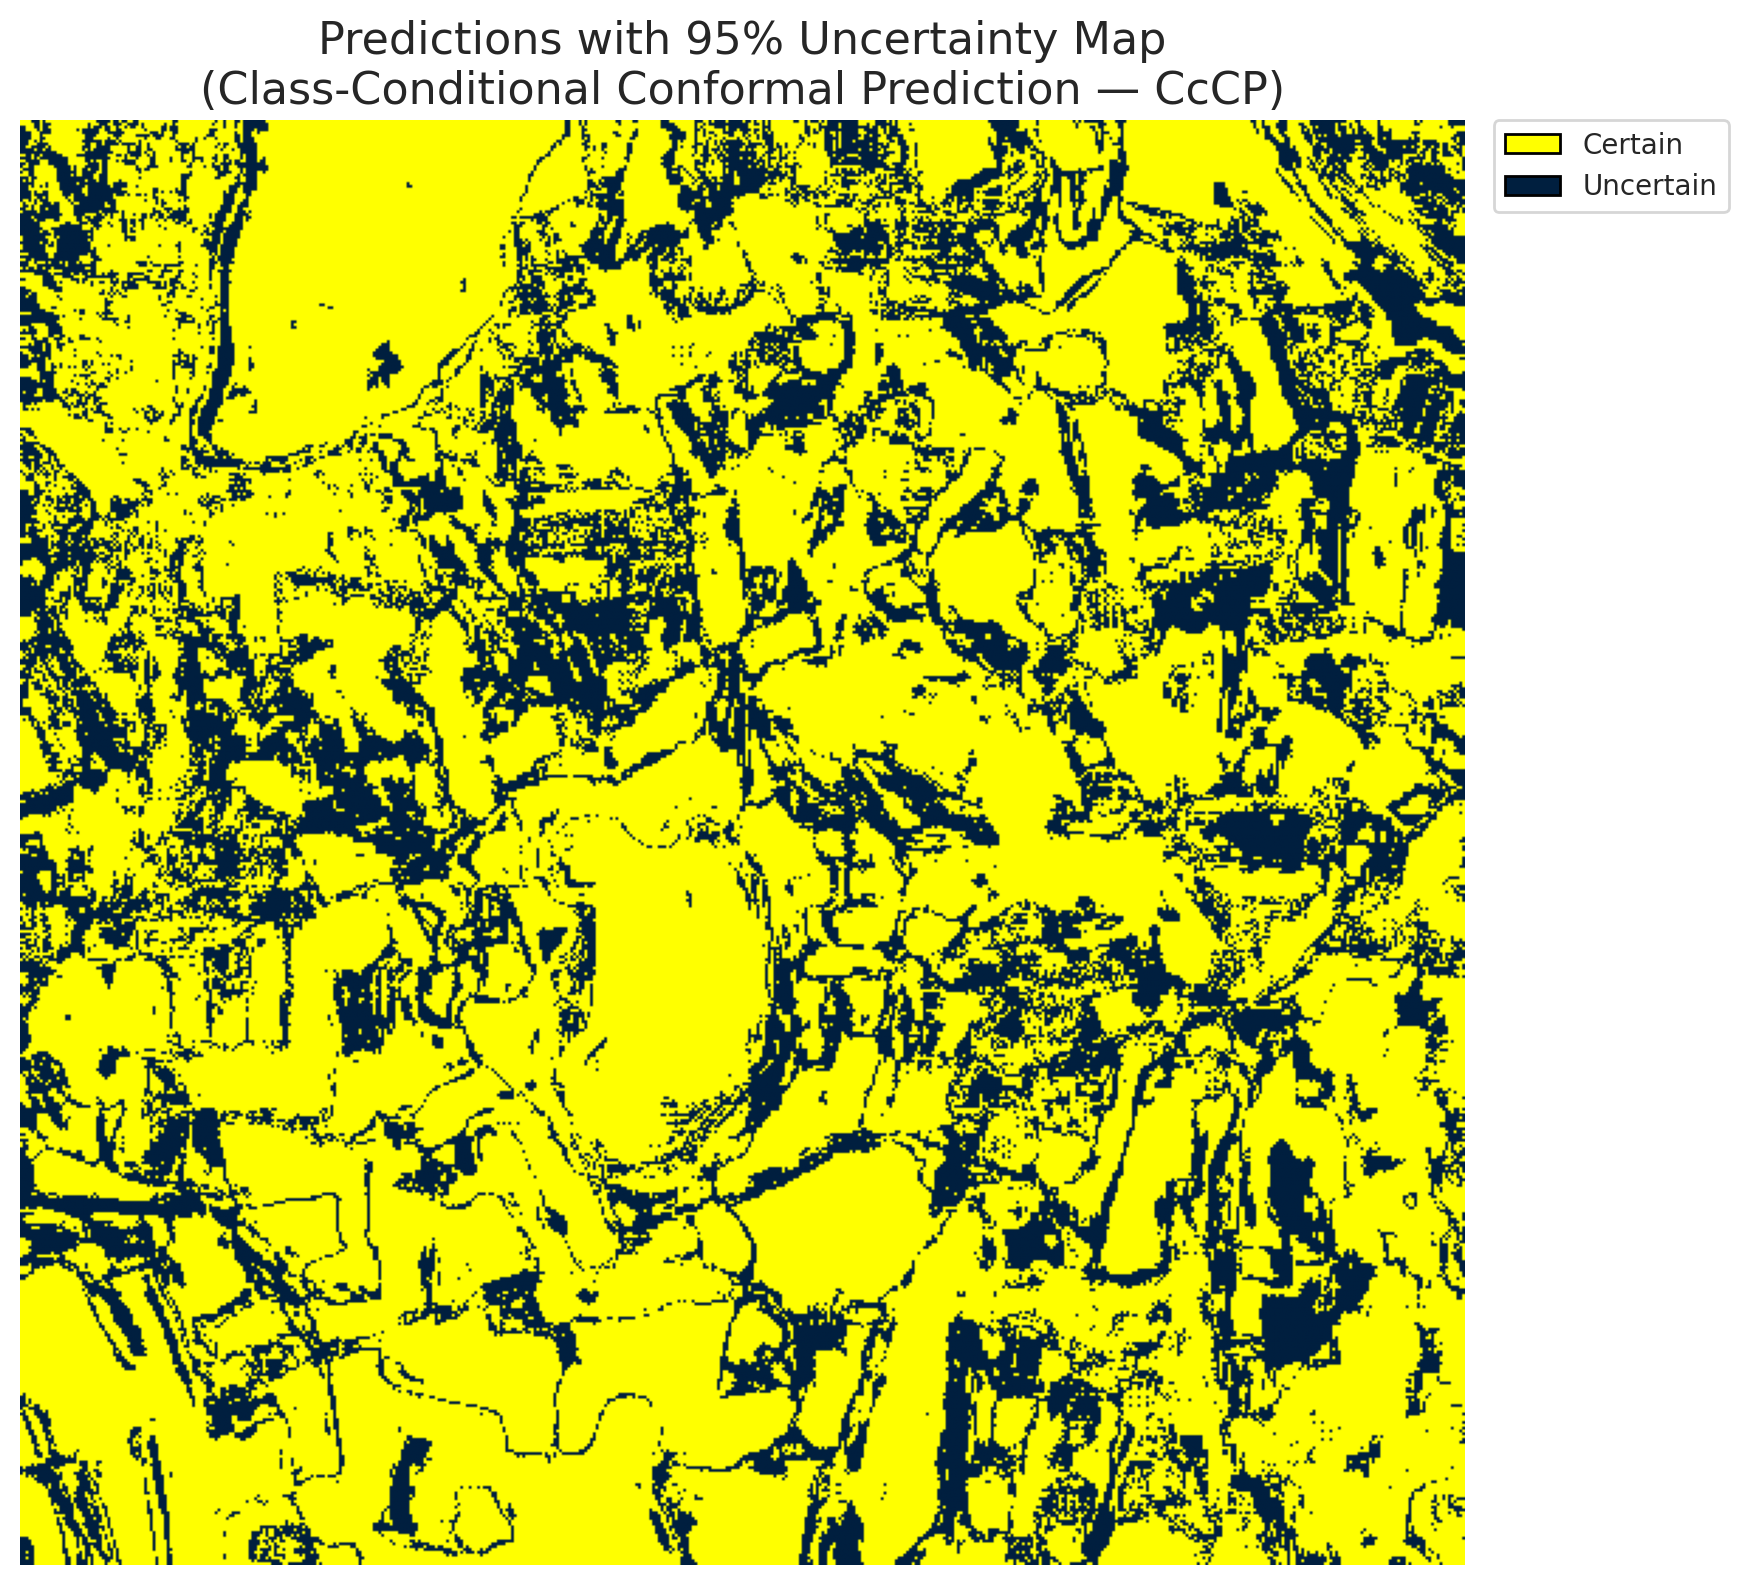 Predictions with 95% Uncertainty Map
(Class-Conditional Conformal Prediction — CcCP)
Certain
Uncertain